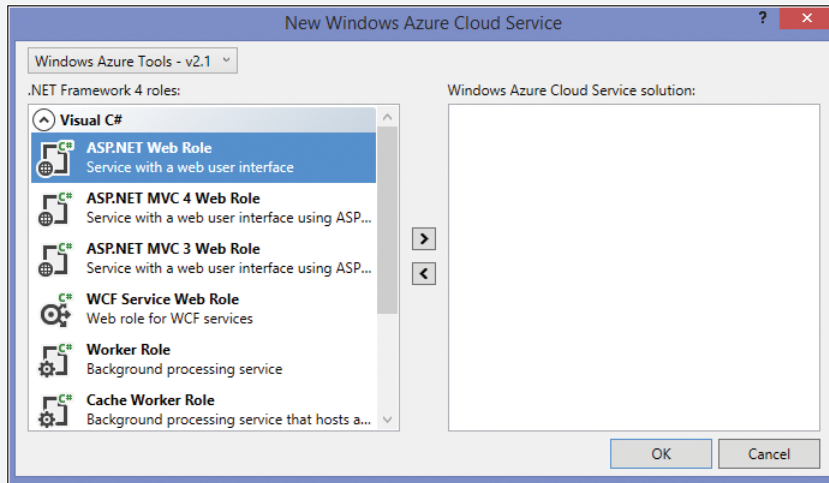 New Windows Azure Cloud Service
?
×
Windows Azure Tools - v2.1
.NET Framework 4 roles:
Windows Azure Cloud Service solution:
Visual C#
C#
ASP.NET Web Role
Service with a web user interface
C#
ASP.NET MVC 4 Web Role
Service with a web user interface using ASP...
C#
ASP.NET MVC 3 Web Role
Service with a web user interface using ASP...
C#
WCF Service Web Role
Web role for WCF services
C#
Worker Role
Background processing service
C#
Cache Worker Role
Background processing service that hosts a...
>
<
OK
Cancel